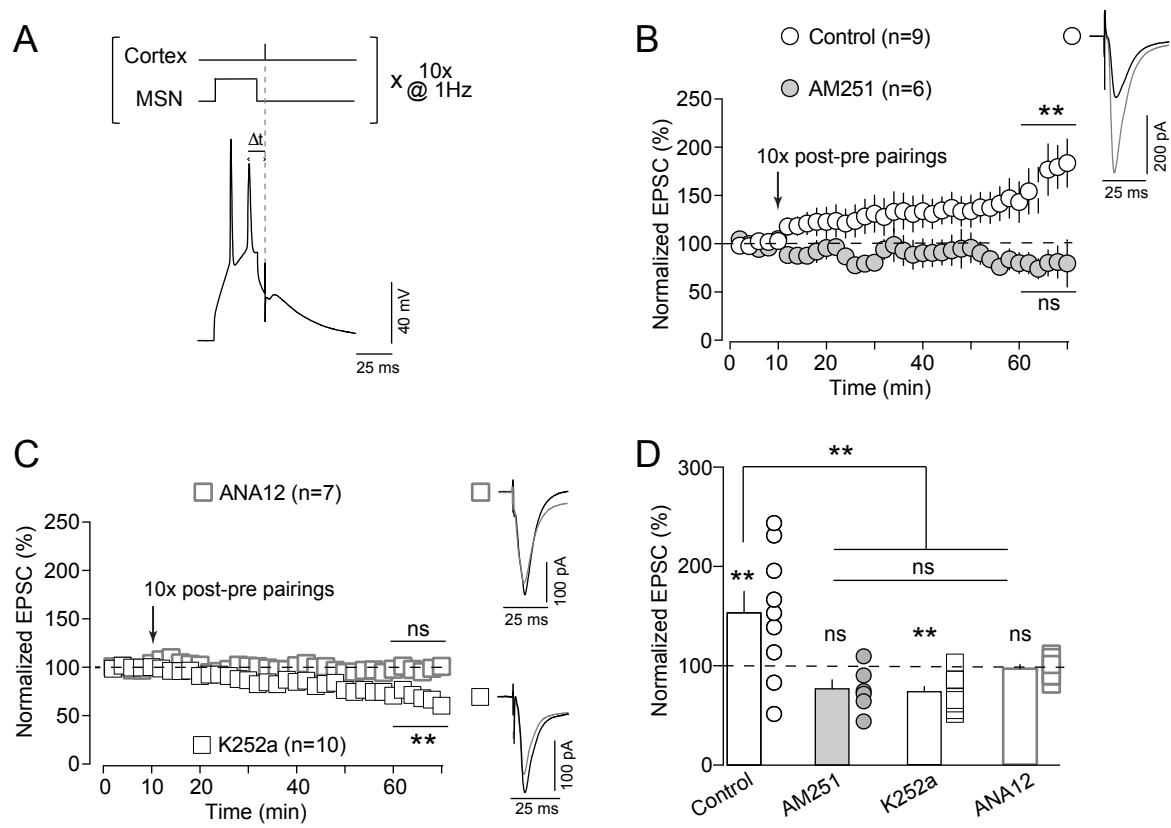 A
Cortex
MSN
x 10x
@ 1Hz
Δt
40 mV
25 ms
B
Control (n=9)
AM251 (n=6)
Normalized EPSC (%)
250
200
150
100
50
0
10x post-pre pairings
**
ns
0
20
40
60
Time (min)
200 pA
25 ms
C
ANA12 (n=7)
Normalized EPSC (%)
250
200
150
100
50
0
10x post-pre pairings
ns
**
K252a (n=10)
0
20
40
60
Time (min)
100 pA
25 ms
100 pA
25 ms
D
Normalized EPSC (%)
300
200
100
0
**
ns
**
ns
**
ns
Control
AM251
K252a
ANA12